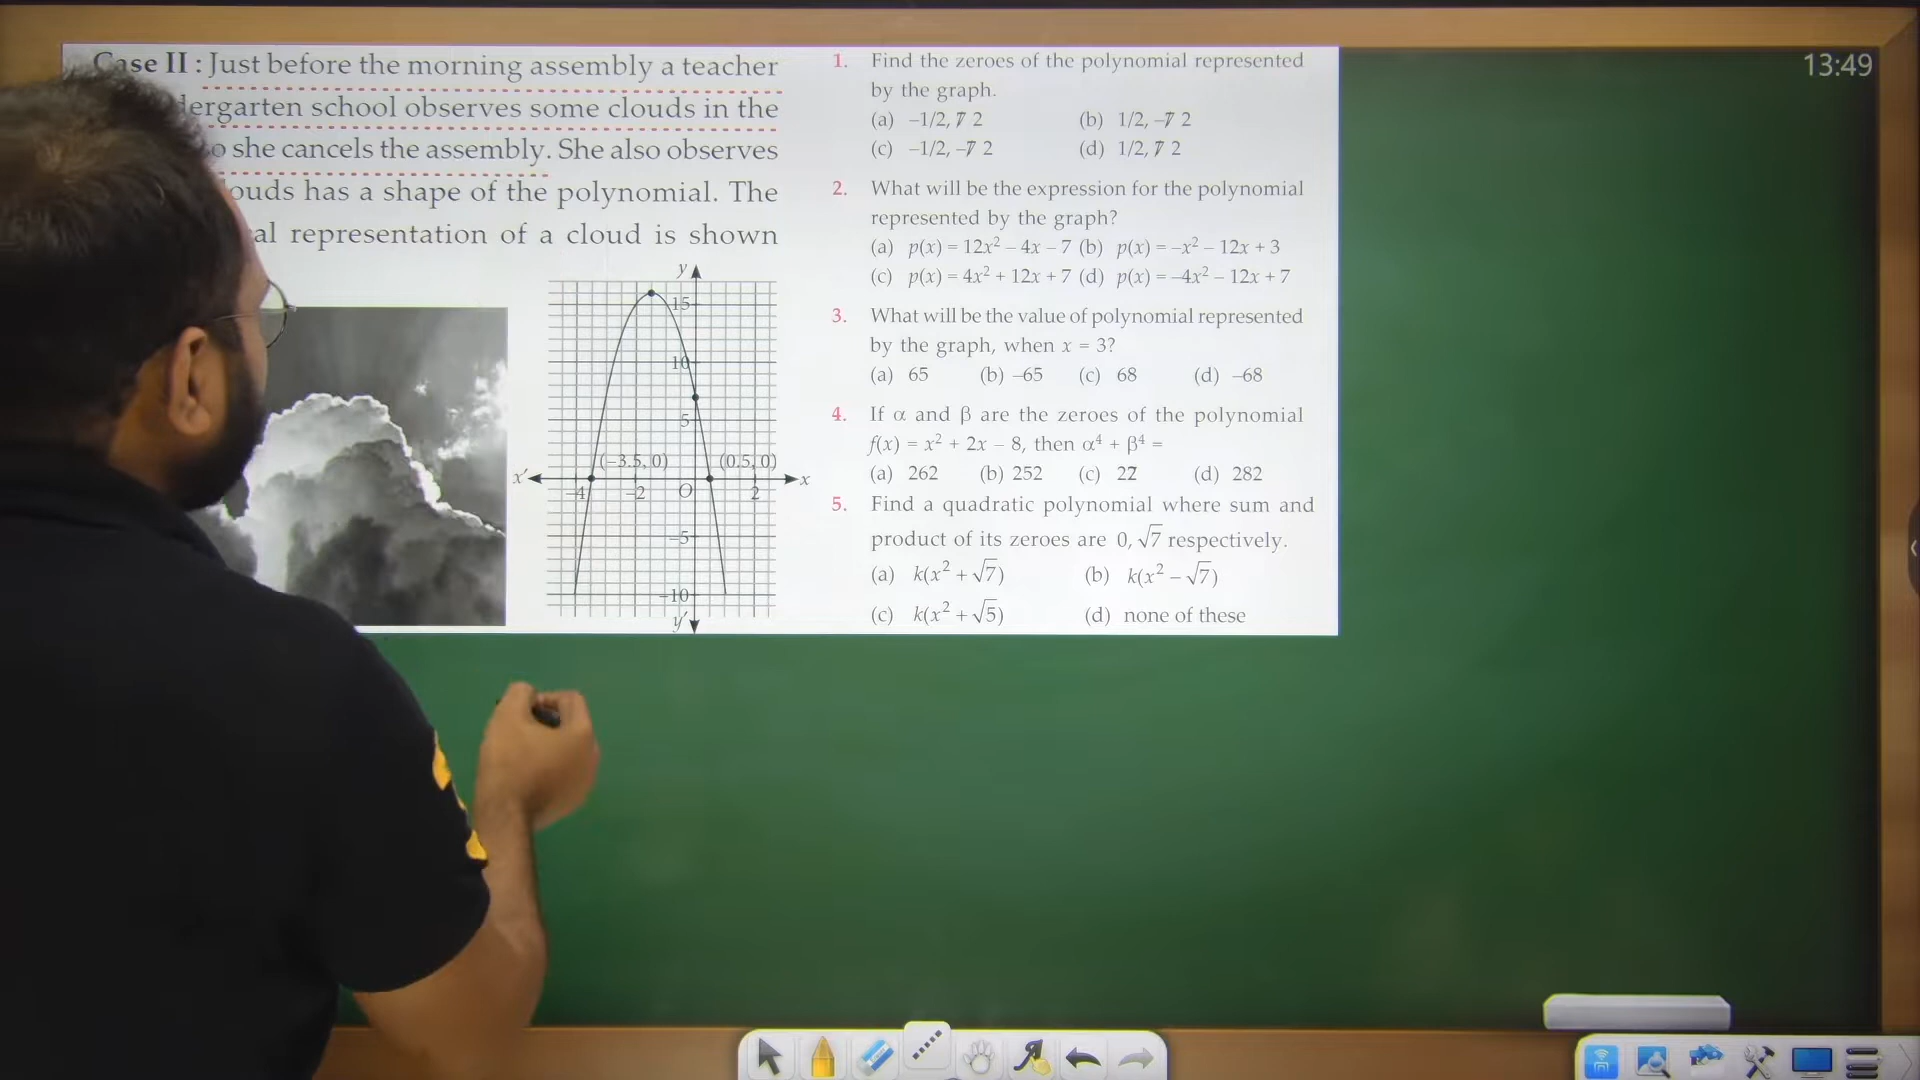 Case II : Just before the morning assembly a teacher
dergarten school observes some clouds in the
o she cancels the assembly. She also observes
ouds has a shape of the polynomial. The
al representation of a cloud is shown
y
15
10
5
(–3.5, 0) (0.5, 0)
x′ –4 –2 O 2 x
–5
–10
y′
1. Find the zeroes of the polynomial represented
by the graph.
(a) –1/2, 7 2 (b) 1/2, –7 2
(c) –1/2, –7 2 (d) 1/2, 7 2
2. What will be the expression for the polynomial
represented by the graph?
(a) p(x) = 12x² – 4x – 7 (b) p(x) = –x² – 12x + 3
(c) p(x) = 4x² + 12x + 7 (d) p(x) = –4x² – 12x + 7
3. What will be the value of polynomial represented
by the graph, when x = 3?
(a) 65 (b) –65 (c) 68 (d) –68
4. If α and β are the zeroes of the polynomial
f(x) = x² + 2x – 8, then α⁴ + β⁴ =
(a) 262 (b) 252 (c) 22 (d) 282
5. Find a quadratic polynomial where sum and
product of its zeroes are 0, √7 respectively.
(a) k(x² + √7) (b) k(x² – √7)
(c) k(x² + √5) (d) none of these
13:49